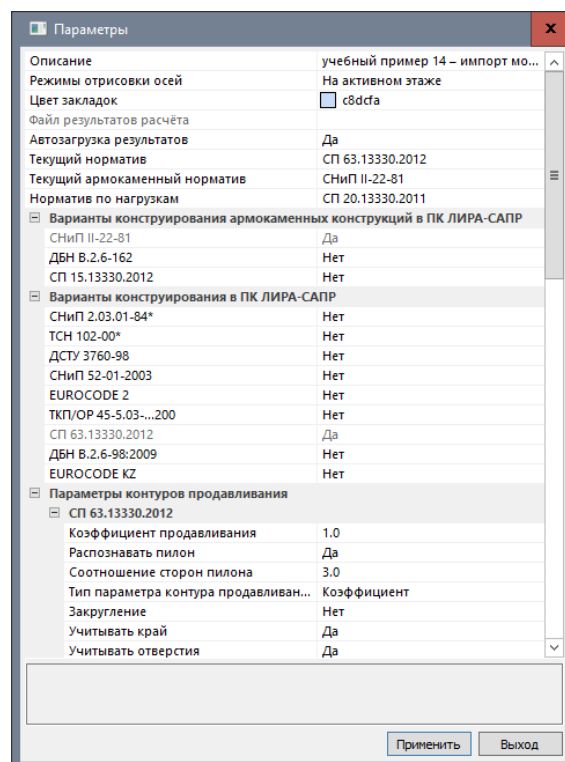 Параметры
Описание учебный пример 14 – импорт мо...
Режимы отрисовки осей На активном этаже
Цвет закладок c8dcfa
Файл результатов расчёта
Автозагрузка результатов Да
Текущий норматив СП 63.13330.2012
Текущий армокаменный норматив СНиП II-22-81
Норматив по нагрузкам СП 20.13330.2011
Варианты конструирования армокаменных конструкций в ПК ЛИРА-САПР
СНиП II-22-81 Да
ДБН В.2.6-162 Нет
СП 15.13330.2012 Нет
Варианты конструирования в ПК ЛИРА-САПР
СНиП 2.03.01-84* Нет
ТСН 102-00* Нет
ДСТУ 3760-98 Нет
СНиП 52-01-2003 Нет
EUROCODE 2 Нет
ТКП/ОР 45-5.03-...200 Нет
СП 63.13330.2012 Да
ДБН В.2.6-98:2009 Нет
EUROCODE KZ Нет
Параметры контуров продавливания
СП 63.13330.2012
Коэффициент продавливания 1.0
Распознавать пилон Да
Соотношение сторон пилона 3.0
Тип параметра контура продавливан... Коэффициент
Закругление Нет
Учитывать край Да
Учитывать отверстия Да
Применить Выход